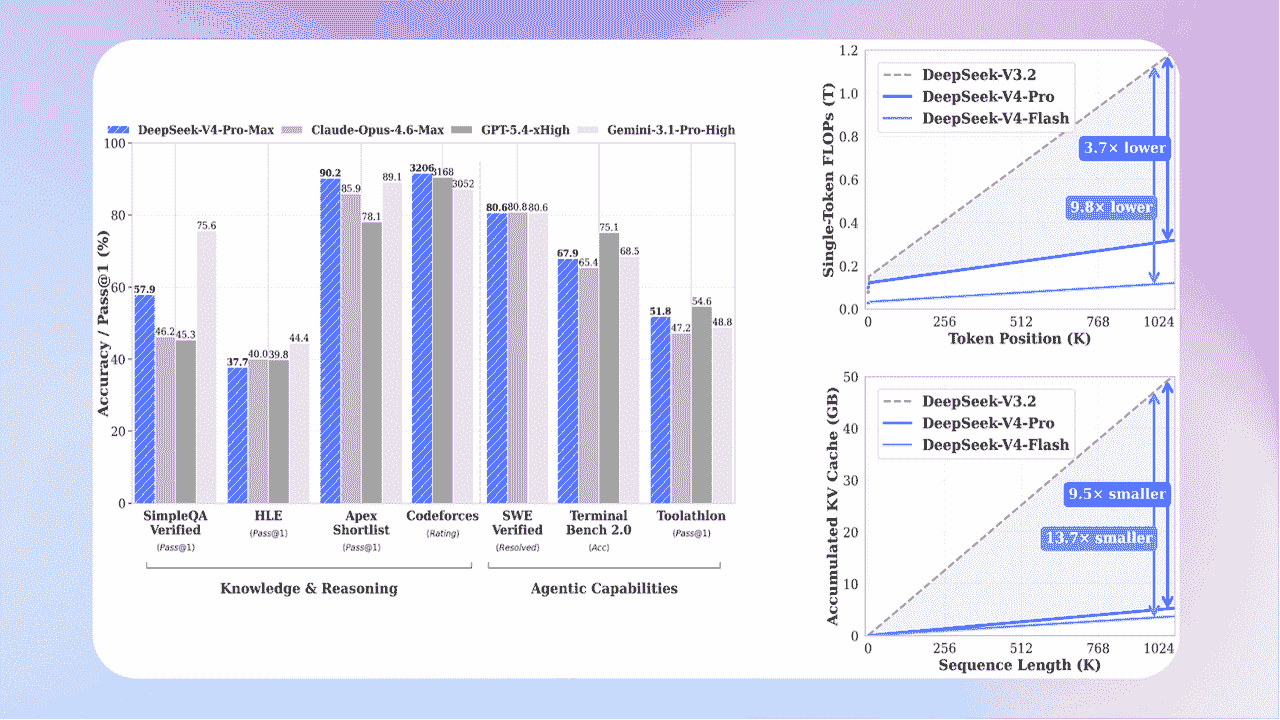 DeepSeek-V4-Pro-Max Claude-Opus-4.6-Max GPT-5.4-xHigh Gemini-3.1-Pro-High
Accuracy / Pass@1 (%)
100
80
60
40
20
0
57.9 46.2 45.3 75.6
37.7 40.0 39.8 44.4
90.2 85.9 78.1 89.1
3206 3168 3052
80.6 80.8 80.6
67.9 65.4 75.1 68.5
51.8 47.2 54.6 48.8
SimpleQA
Verified
(Pass@1)
HLE
(Pass@1)
Apex
Shortlist
(Pass@1)
Codeforces
(Rating)
SWE
Verified
(Resolved)
Terminal
Bench 2.0
(Acc)
Toolathlon
(Pass@1)
Knowledge & Reasoning
Agentic Capabilities
Single-Token FLOPs (T)
1.2
1.0
0.8
0.6
0.4
0.2
0.0
DeepSeek-V3.2
DeepSeek-V4-Pro
DeepSeek-V4-Flash
3.7× lower
9.8× lower
0 256 512 768 1024
Token Position (K)
Accumulated KV Cache (GB)
50
40
30
20
10
0
DeepSeek-V3.2
DeepSeek-V4-Pro
DeepSeek-V4-Flash
9.5× smaller
13.7× smaller
0 256 512 768 1024
Sequence Length (K)